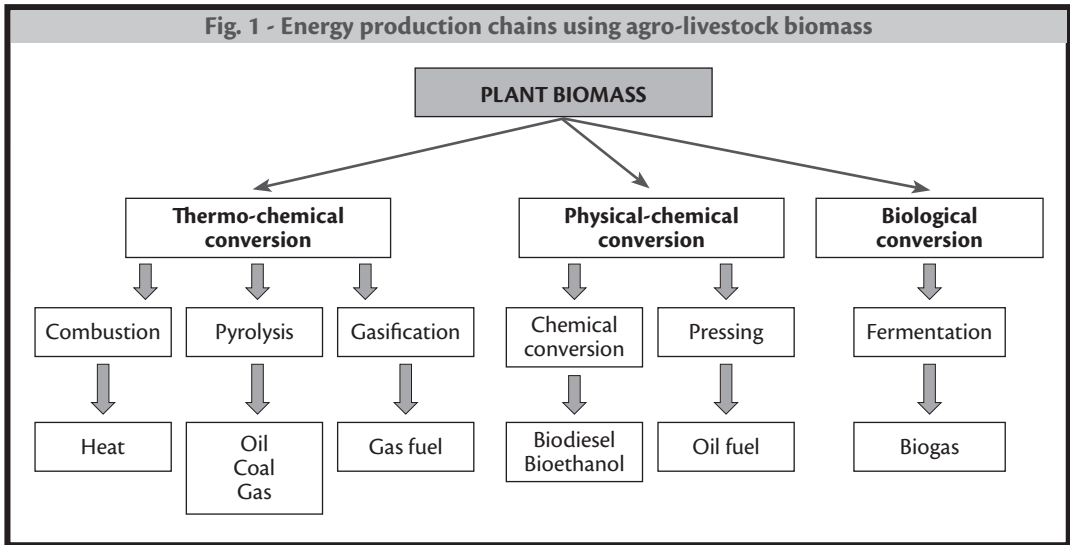 Fig. 1 - Energy production chains using agro-livestock biomass
PLANT BIOMASS
Thermo-chemical
conversion
Physical-chemical
conversion
Biological
conversion
Combustion
Pyrolysis
Gasification
Chemical
conversion
Pressing
Fermentation
Heat
Oil
Coal
Gas
Gas fuel
Biodiesel
Bioethanol
Oil fuel
Biogas